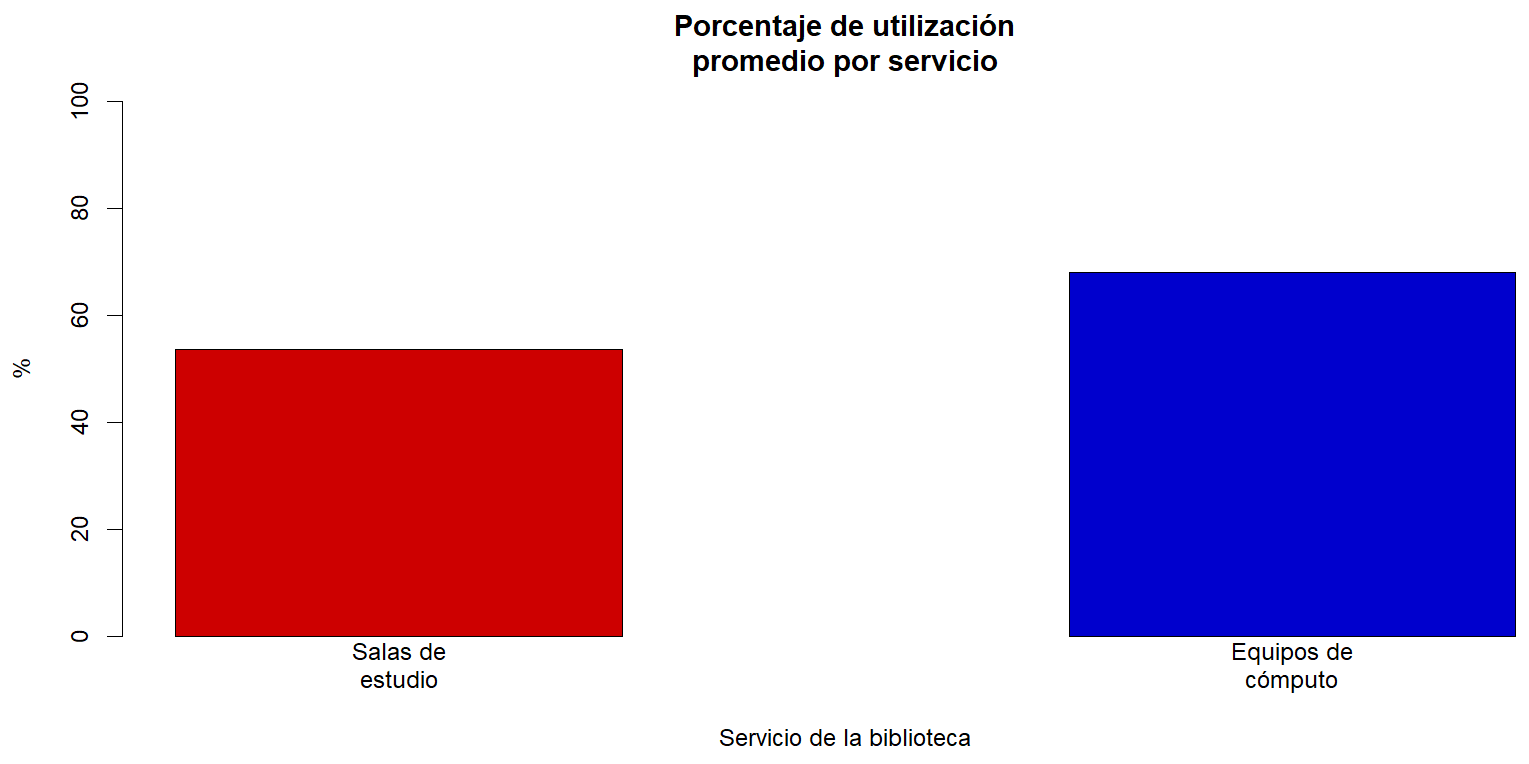 Porcentaje de utilización
promedio por servicio
100
80
60
40
20
0
%
Salas de
estudio
Equipos de
cómputo
Servicio de la biblioteca